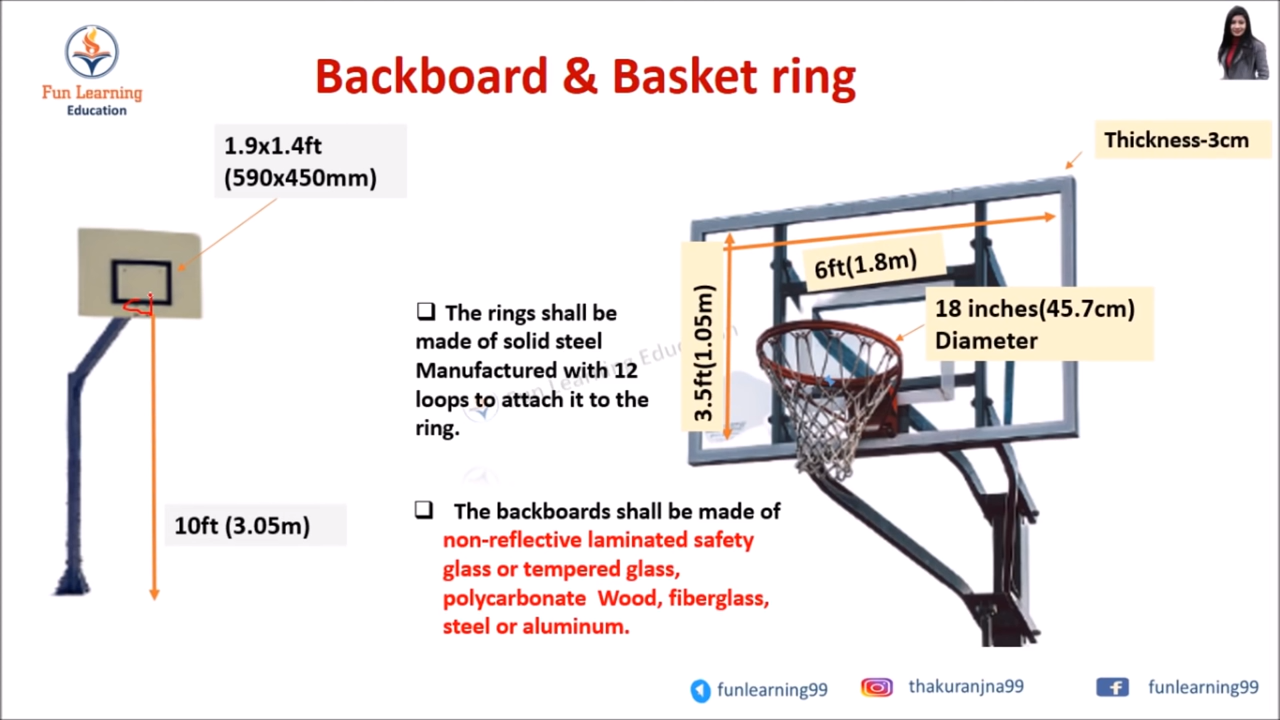 Fun Learning
Education
Backboard & Basket ring
1.9x1.4ft
(590x450mm)
Thickness-3cm
6ft(1.8m)
3.5ft(1.05m)
18 inches(45.7cm)
Diameter
❑ The rings shall be
made of solid steel
Manufactured with 12
loops to attach it to the
ring.
Fun Learning Education
10ft (3.05m)
❑ The backboards shall be made of
non-reflective laminated safety
glass or tempered glass,
polycarbonate Wood, fiberglass,
steel or aluminum.
funlearning99
thakuranjna99
funlearning99